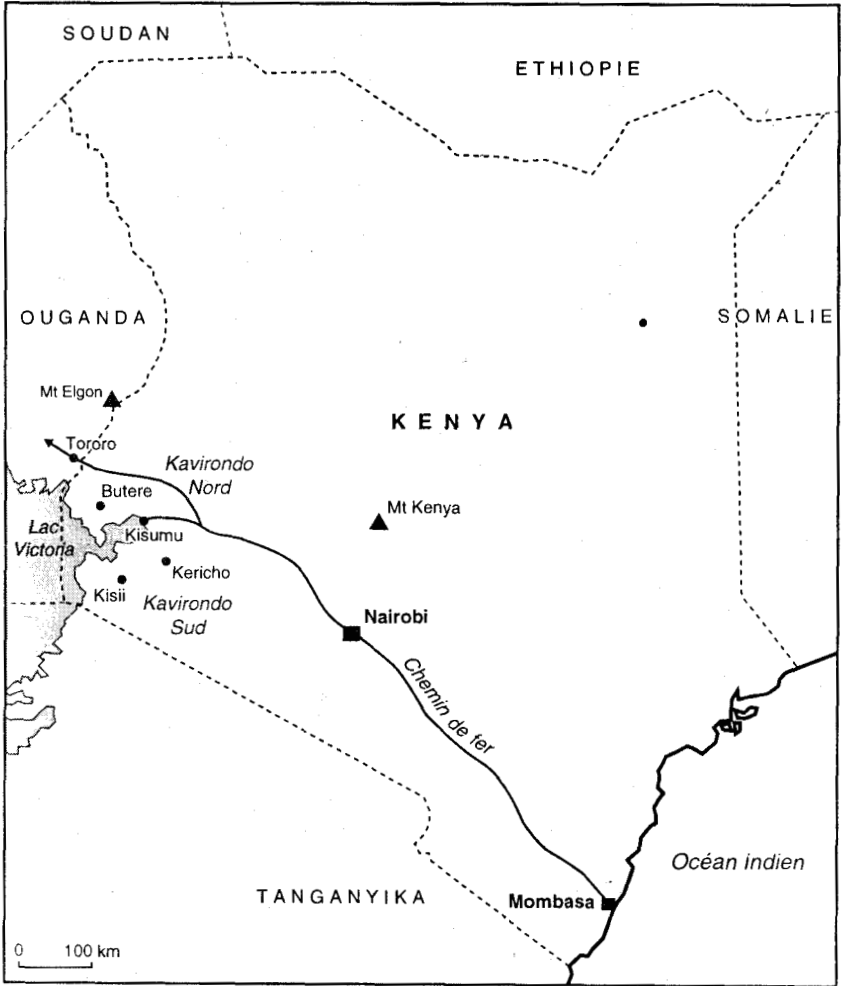 SOUDAN
ETHIOPIE
OUGANDA
SOMALIE
Mt Elgon
KENYA
Tororo
Kavirondo
Nord
Butere
Mt Kenya
Lac
Victoria
Kisumu
Kericho
Kisii
Kavirondo
Sud
Nairobi
Chemin de fer
Océan indien
TANGANYIKA
Mombasa
0 100 km